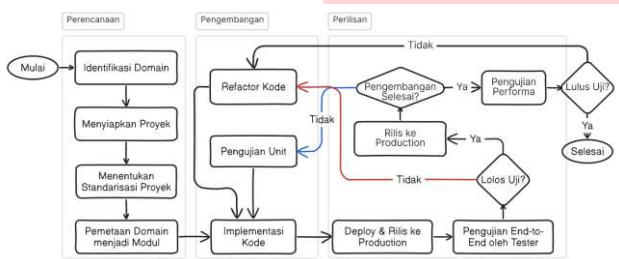 Perencanaan
Pengembangan
Perilisan
Mulai
Identifikasi Domain
Menyiapkan Proyek
Menentukan
Standarisasi Proyek
Pemetaan Domain
menjadi Modul
Refactor Kode
Tidak
Pengujian Unit
Implementasi
Kode
Tidak
Pengembangan
Selesai?
Ya
Pengujian
Performa
Lulus Uji?
Ya
Selesai
Rilis ke
Production
Ya
Tidak
Lolos Uji?
Deploy & Rilis ke
Production
Pengujian End-to-
End oleh Tester